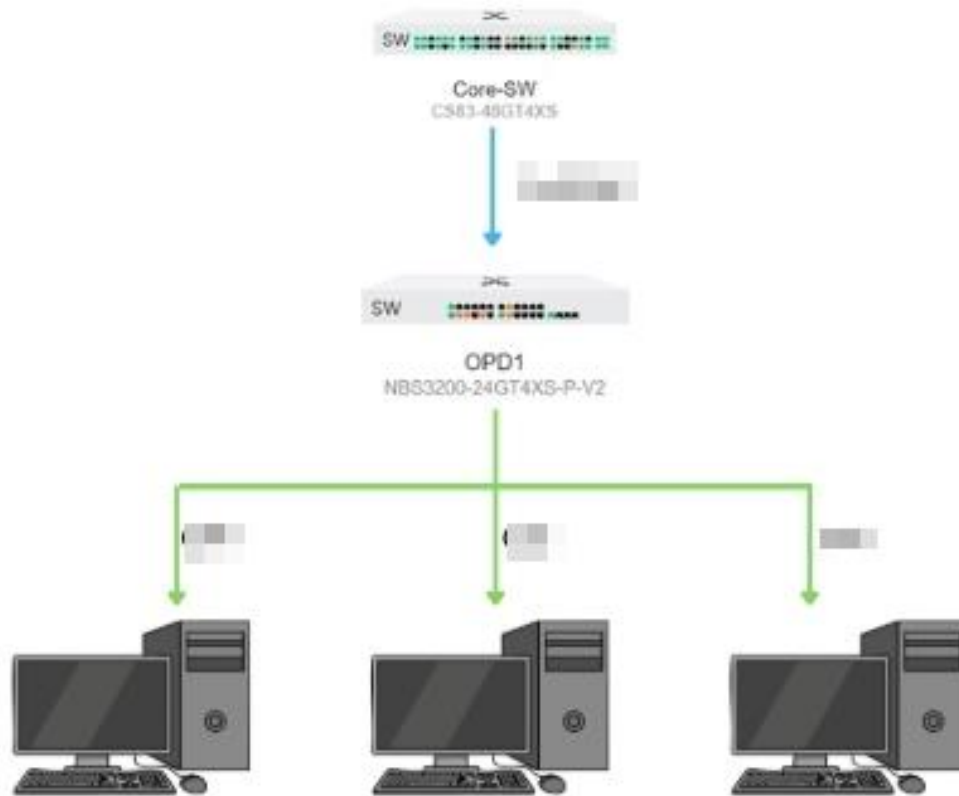 SW
Core-SW
CS83-48GT4XS
SW
OPD1
NBS3200-24GT4XS-P-V2